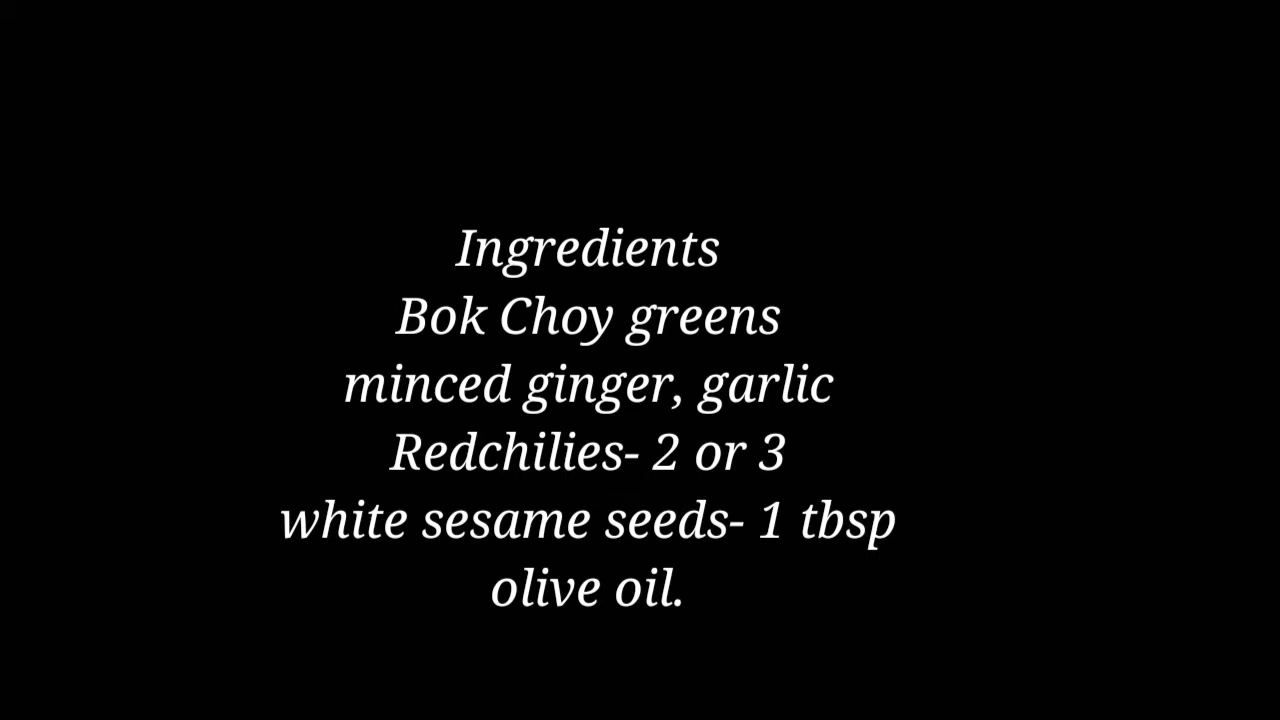 Ingredients
Bok Choy greens
minced ginger, garlic
Redchilies- 2 or 3
white sesame seeds- 1 tbsp
olive oil.